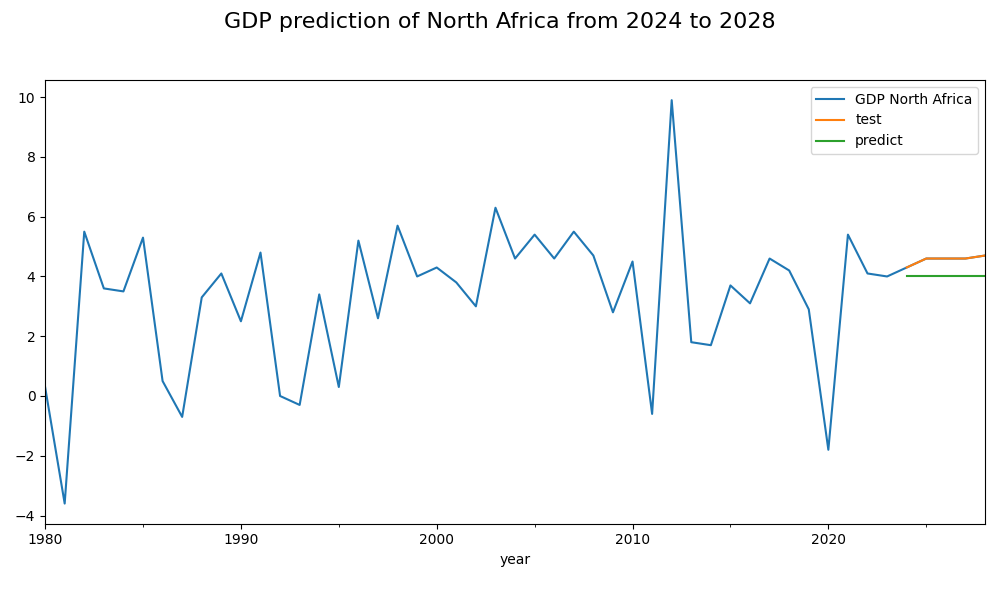 GDP prediction of North Africa from 2024 to 2028
GDP North Africa
test
predict
10
8
6
4
2
0
−2
−4
1980
1990
2000
2010
2020
year